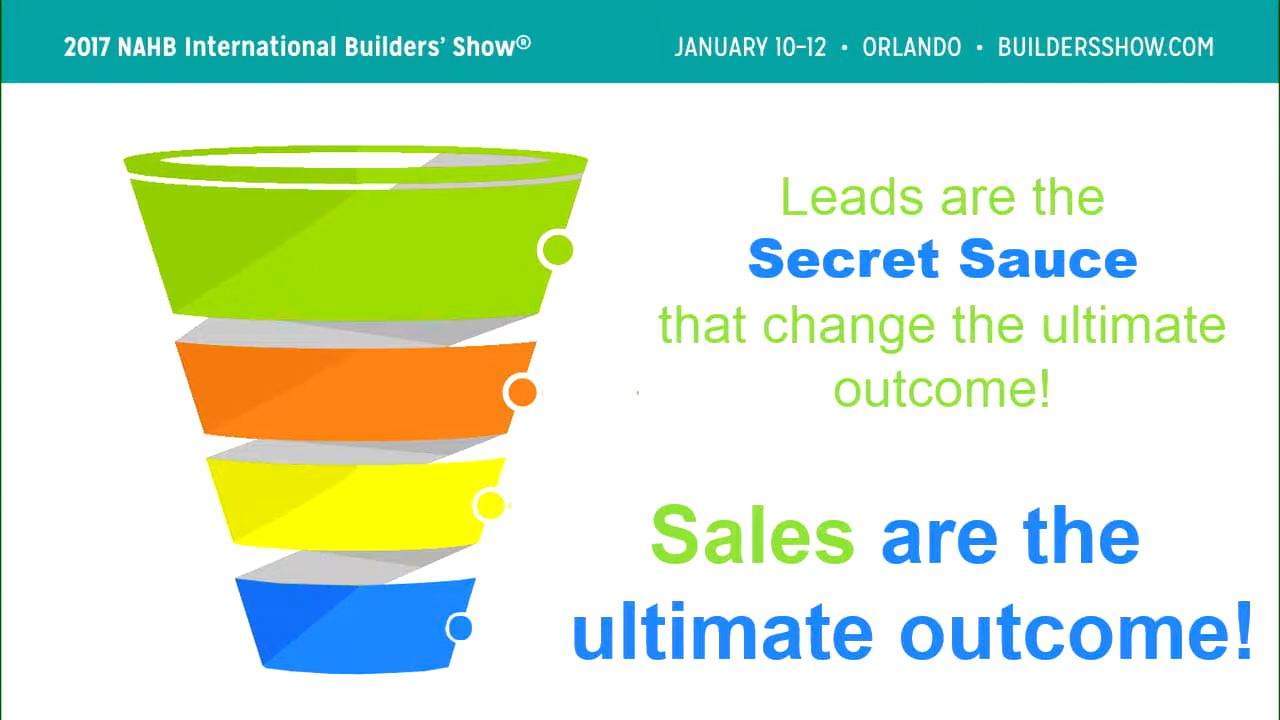 2017 NAHB International Builders’ Show®
JANUARY 10–12 • ORLANDO • BUILDERSSHOW.COM
Leads are the
Secret Sauce
that change the ultimate
outcome!
Sales are the
ultimate outcome!